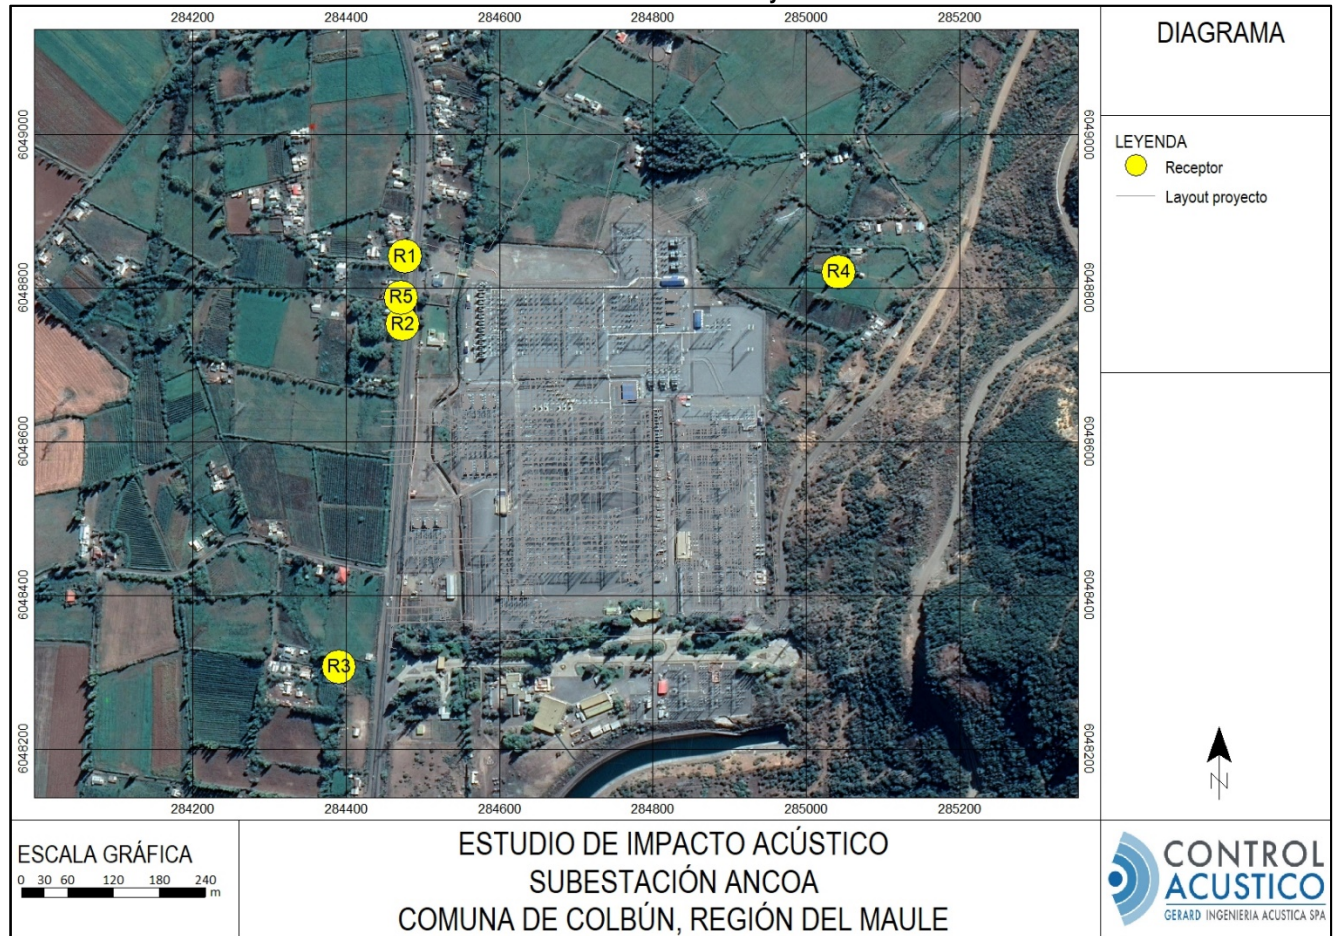 284200 284400 284600 284800 285000 285200
DIAGRAMA
6049000
6049000
LEYENDA
Receptor
Layout proyecto
R1
R4
R5
R2
6048800
6048800
6048600
6048600
6048400
6048400
R3
6048200
6048200
N
284200 284400 284600 284800 285000 285200
ESCALA GRÁFICA
0 30 60 120 180 240
m
ESTUDIO DE IMPACTO ACÚSTICO
SUBESTACIÓN ANCOA
COMUNA DE COLBÚN, REGIÓN DEL MAULE
CONTROL
ACUSTICO
GERARD INGENIERIA ACUSTICA SPA